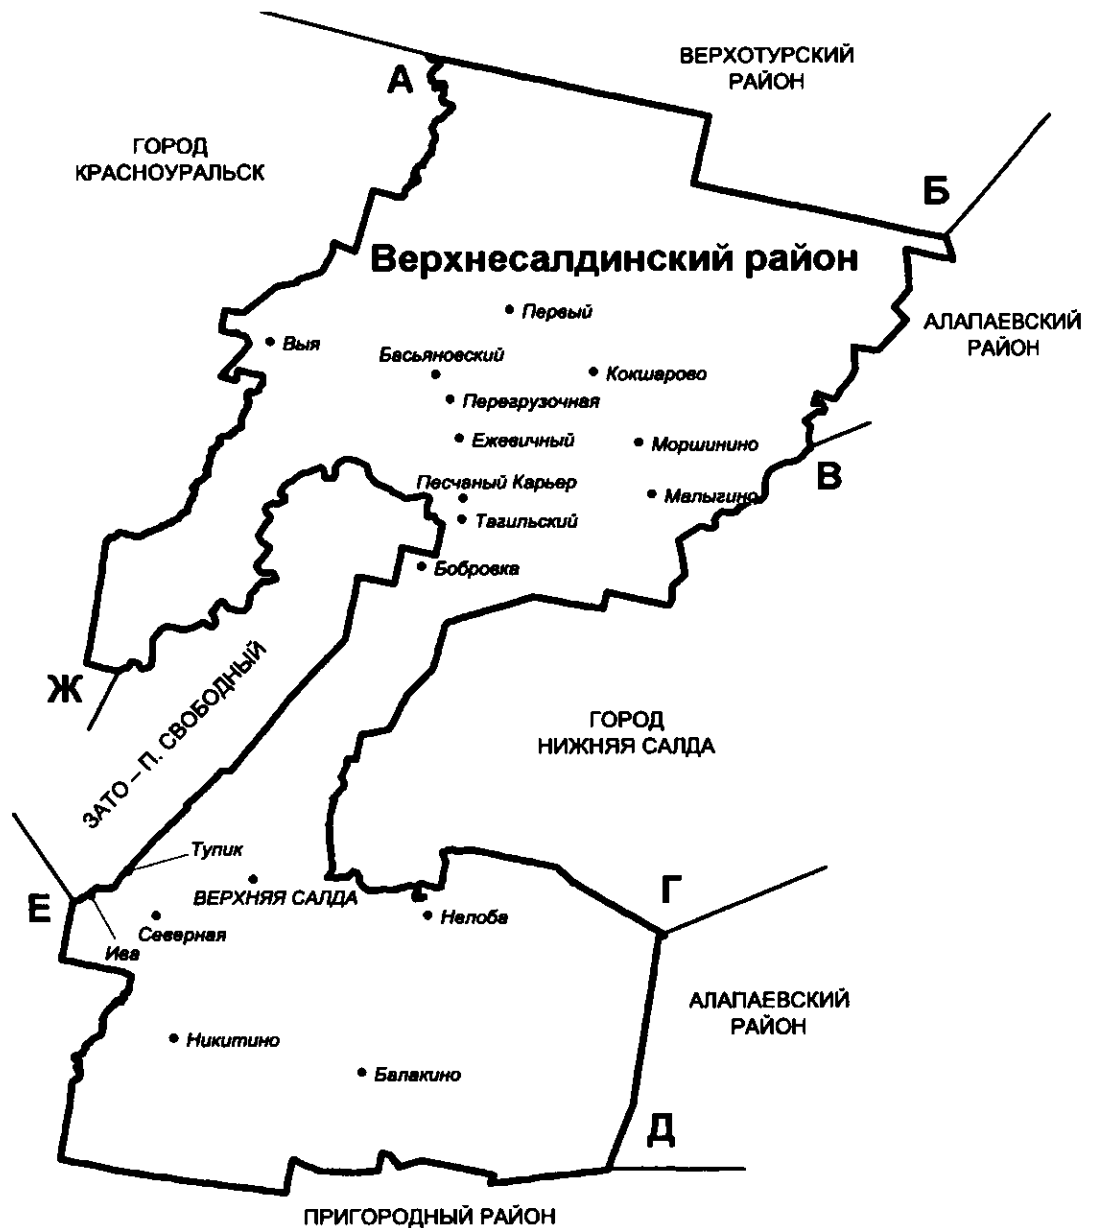 ВЕРХОТУРСКИЙ
РАЙОН
А
ГОРОД
КРАСНОУРАЛЬСК
Б
Верхнесалдинский район
Первый
АЛАПАЕВСКИЙ
РАЙОН
Выя
Басьяновский
Кокшарово
Перегрузочная
Ежевичный
Моршинино
В
Песчаный Карьер
Малыгино
Тагильский
Бобровка
Ж
ЗАТО – П. СВОБОДНЫЙ
ГОРОД
НИЖНЯЯ САЛДА
Тупик
ВЕРХНЯЯ САЛДА
Г
Е
Нелоба
Северная
Ива
АЛАПАЕВСКИЙ
РАЙОН
Никитино
Балакино
Д
ПРИГОРОДНЫЙ РАЙОН